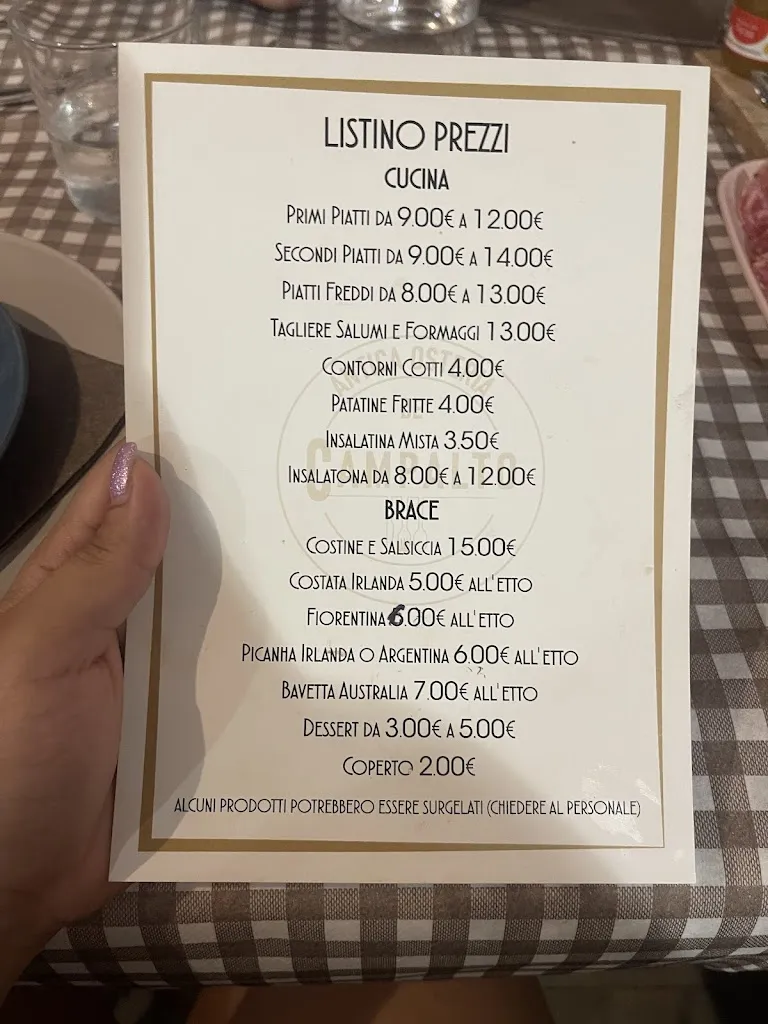 LISTINO PREZZI
CUCINA
PRIMI PIATTI DA 9.00€ A 12.00€
SECONDI PIATTI DA 9.00€ A 14.00€
PIATTI FREDDI DA 8.00€ A 13.00€
TAGLIERE SALUMI E FORMAGGI 13.00€
CONTORNI COTTI 4.00€
PATATINE FRITTE 4.00€
INSALATINA MISTA 3.50€
INSALATONA DA 8.00€ A 12.00€
BRACE
COSTINE E SALSICCIA 15.00€
COSTATA IRLANDA 5.00€ ALL'ETTO
FIORENTINA 6.00€ ALL'ETTO
PICANHA IRLANDA O ARGENTINA 6.00€ ALL'ETTO
BAVETTA AUSTRALIA 7.00€ ALL'ETTO
DESSERT DA 3.00€ A 5.00€
COPERTO 2.00€
ALCUNI PRODOTTI POTREBBERO ESSERE SURGELATI (CHIEDERE AL PERSONALE)
ANTICA OSTERIA
DE
CAMPALTO